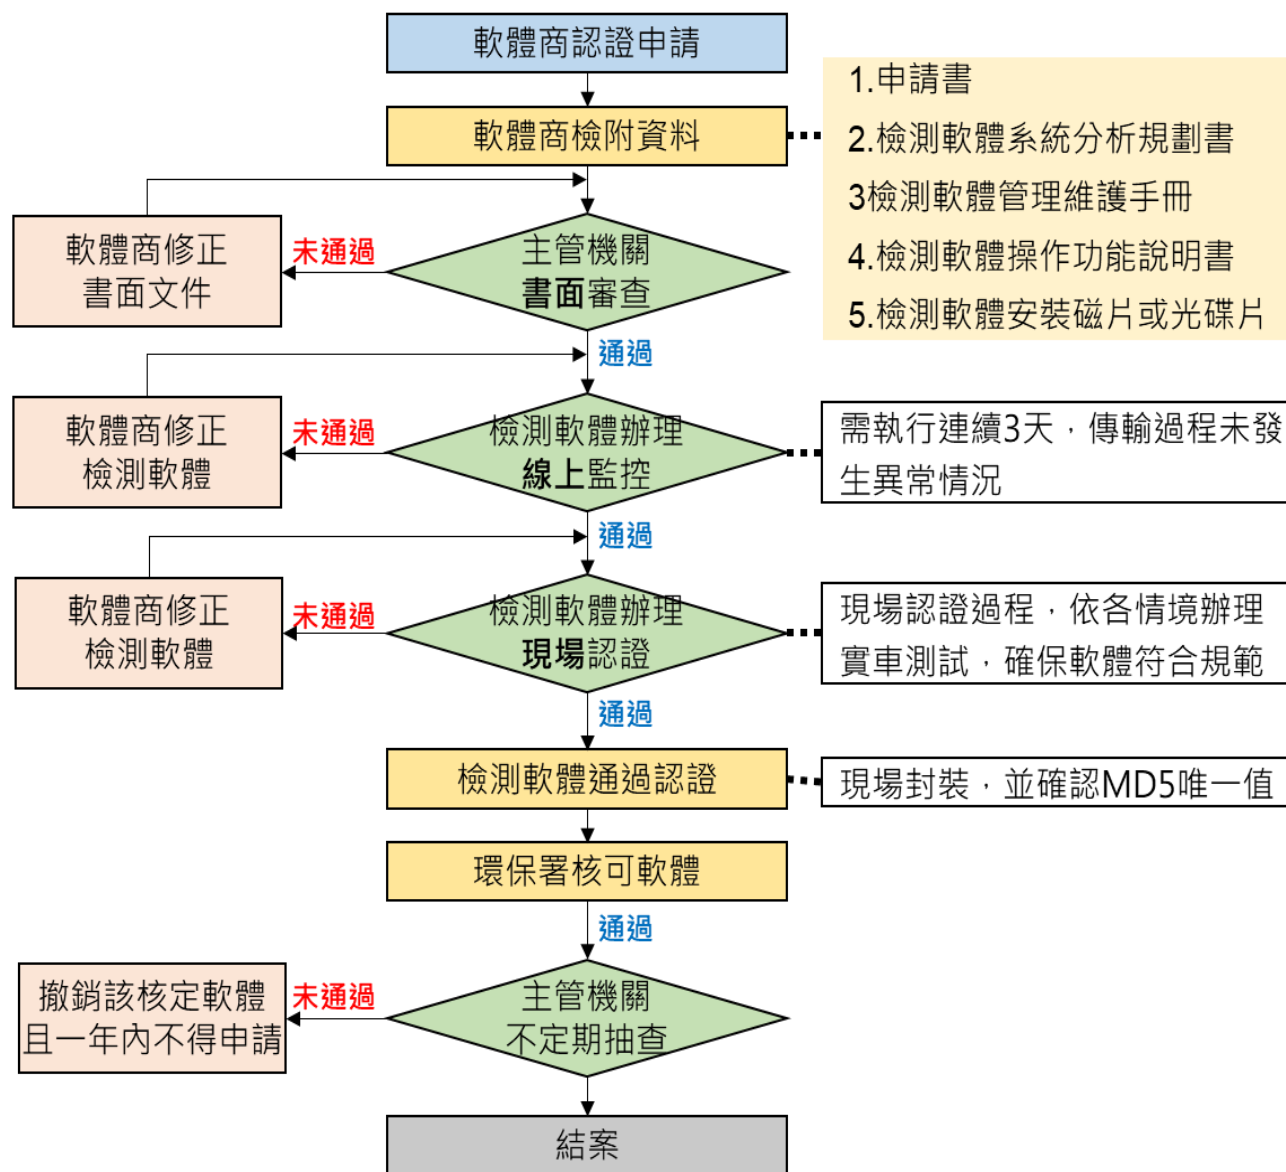 軟體商認證申請
軟體商檢附資料
1.申請書
2.檢測軟體系統分析規劃書
3檢測軟體管理維護手冊
4.檢測軟體操作功能說明書
5.檢測軟體安裝磁片或光碟片
主管機關
書面審查
未通過
軟體商修正
書面文件
通過
檢測軟體辦理
線上監控
未通過
軟體商修正
檢測軟體
需執行連續3天，傳輸過程未發
生異常情況
通過
檢測軟體辦理
現場認證
未通過
軟體商修正
檢測軟體
現場認證過程，依各情境辦理
實車測試，確保軟體符合規範
通過
檢測軟體通過認證
現場封裝，並確認MD5唯一值
環保署核可軟體
通過
主管機關
不定期抽查
未通過
撤銷該核定軟體
且一年內不得申請
結案